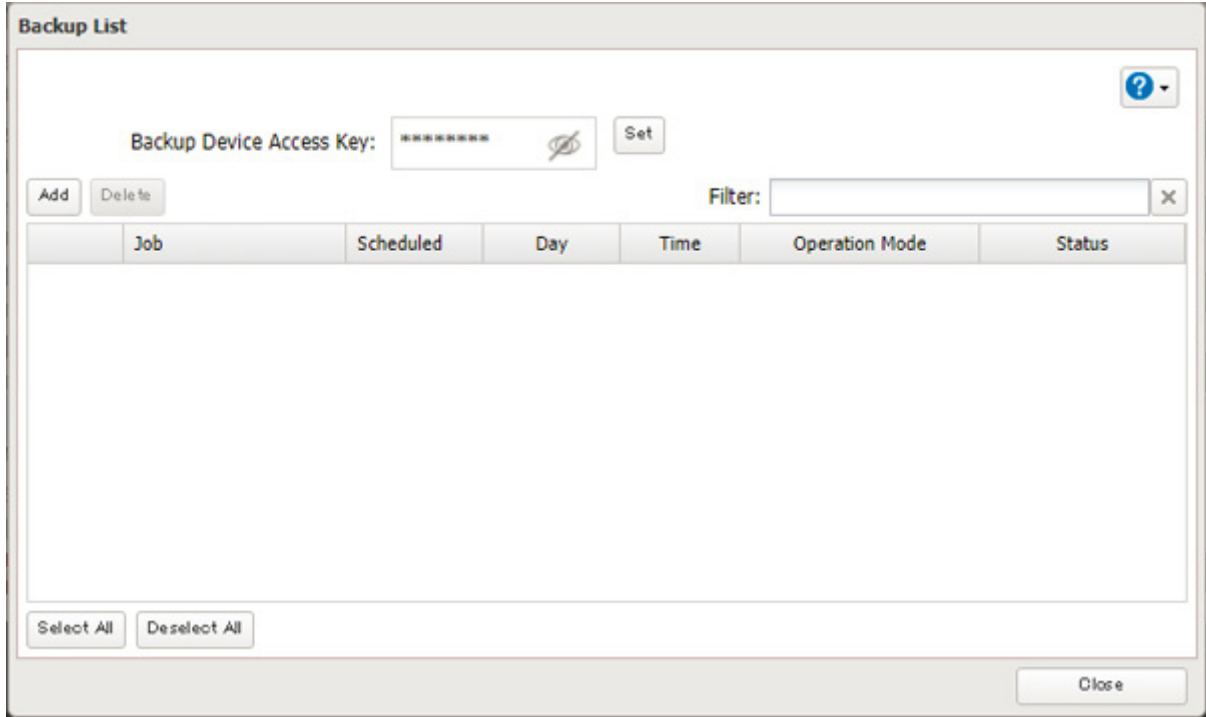 Backup List
Backup Device Access Key: ******** Set
Add Delete Filter:
Job Scheduled Day Time Operation Mode Status
Select All Deselect All
Close